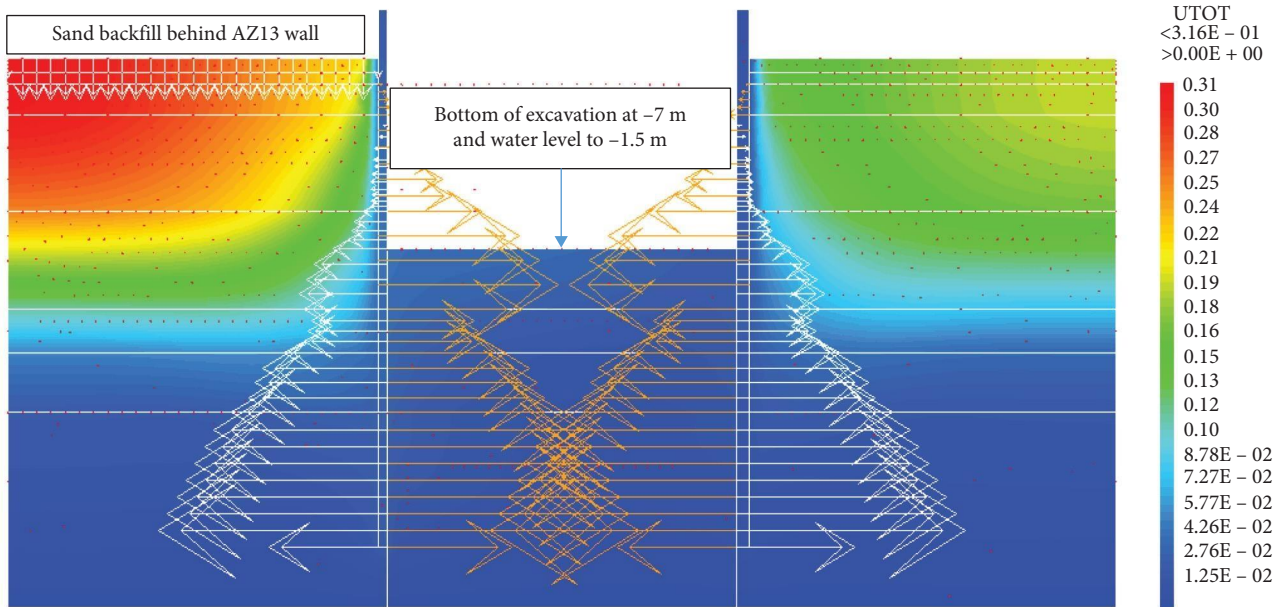 Sand backfill behind AZ13 wall
Bottom of excavation at –7 m
and water level to –1.5 m
UTOT
<3.16E – 01
>0.00E + 00
0.31
0.30
0.28
0.27
0.25
0.24
0.22
0.21
0.19
0.18
0.16
0.15
0.13
0.12
0.10
8.78E – 02
7.27E – 02
5.77E – 02
4.26E – 02
2.76E – 02
1.25E – 02